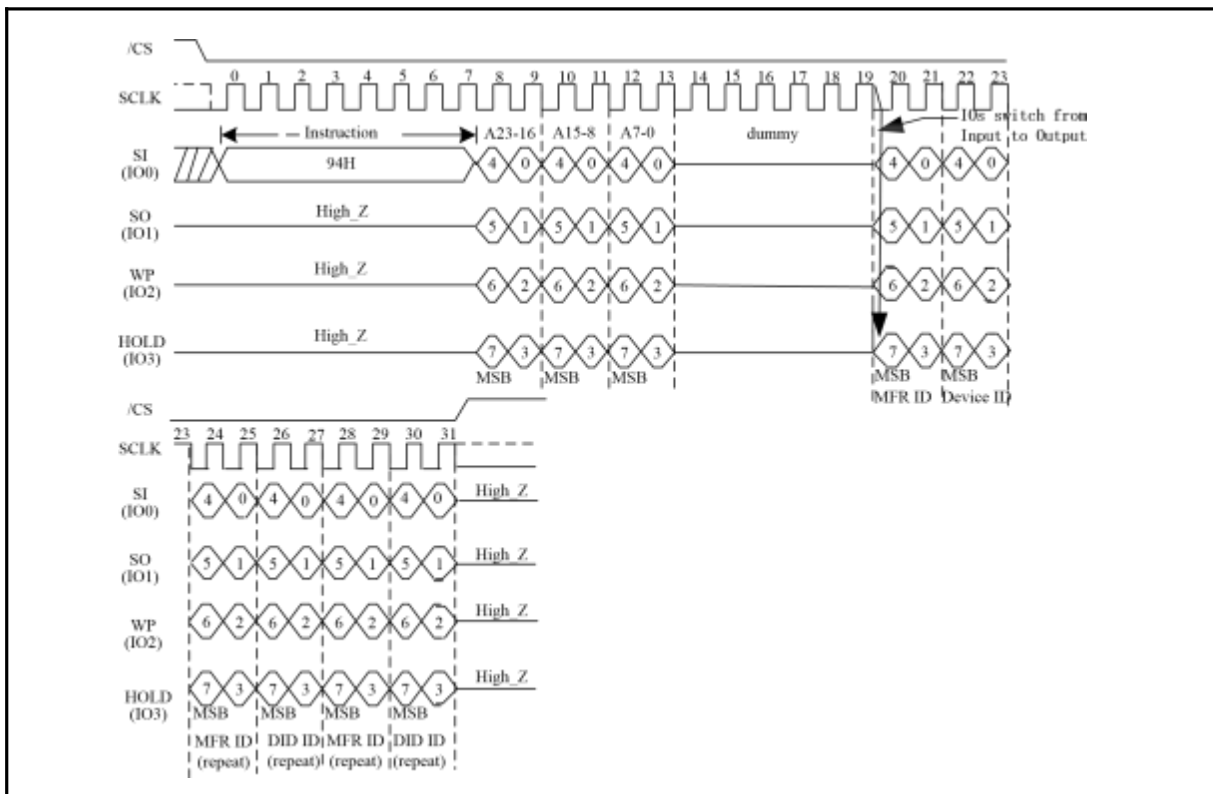 /CS
0 1 2 3 4 5 6 7 8 9 10 11 12 13 14 15 16 17 18 19 20 21 22 23
SCLK
IOs switch from
Input to Output
Instruction A23-16 A15-8 A7-0 dummy
SI
(IO0)
94H 4 0 4 0 4 0 4 0 4 0
SO
(IO1)
High_Z 5 1 5 1 5 1 5 1 5 1
WP
(IO2)
High_Z 6 2 6 2 6 2 6 2 6 2
HOLD
(IO3)
High_Z 7 3 7 3 7 3 7 3 7 3
MSB MSB MSB MSB MSB
MFR ID Device ID
/CS
23 24 25 26 27 28 29 30 31
SCLK
SI
(IO0)
4 0 4 0 4 0 4 0 High_Z
SO
(IO1)
5 1 5 1 5 1 5 1 High_Z
WP
(IO2)
6 2 6 2 6 2 6 2 High_Z
HOLD
(IO3)
7 3 7 3 7 3 7 3 High_Z
MSB MSB MSB MSB
MFR ID DID ID MFR ID DID ID
(repeat) (repeat) (repeat) (repeat)